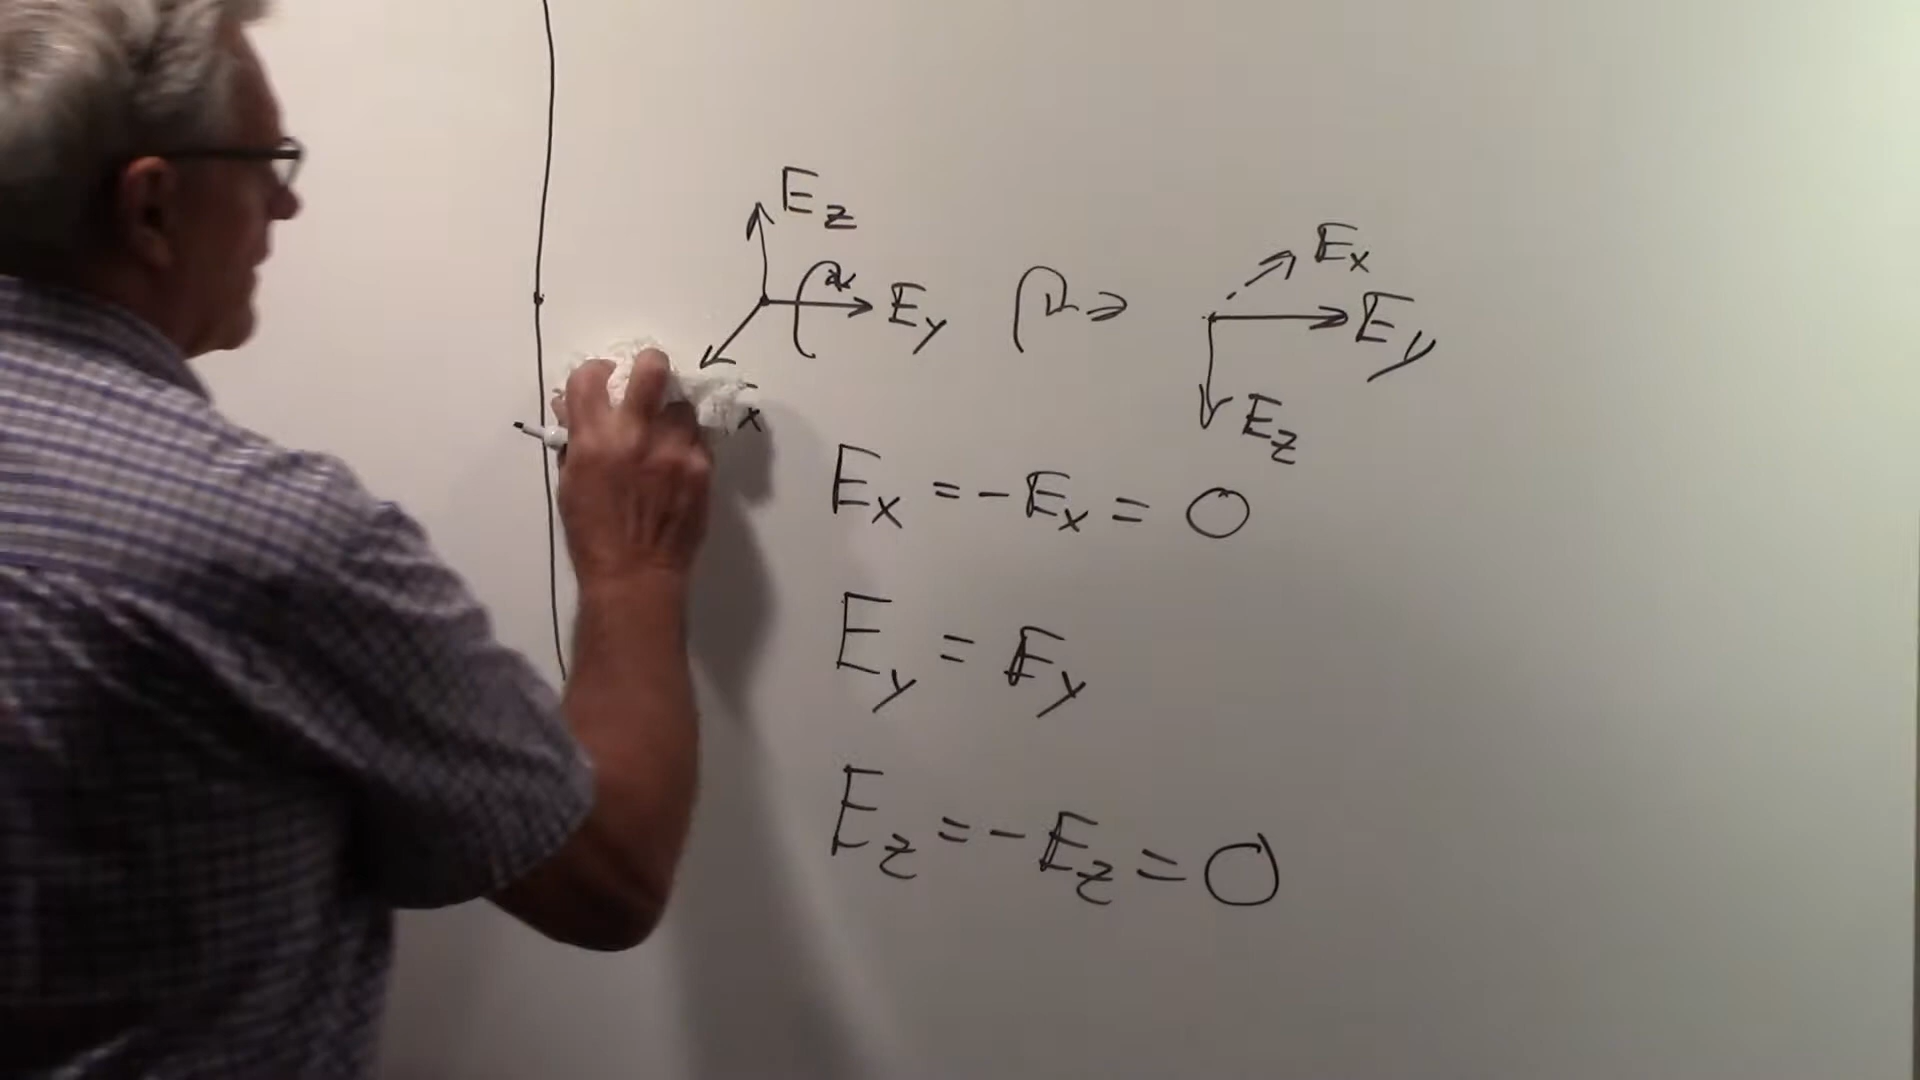 Ez
Ey
x
Ex
Ey
Ez
Ex = - Ex = 0
Ey = Ey
Ez = - Ez = 0